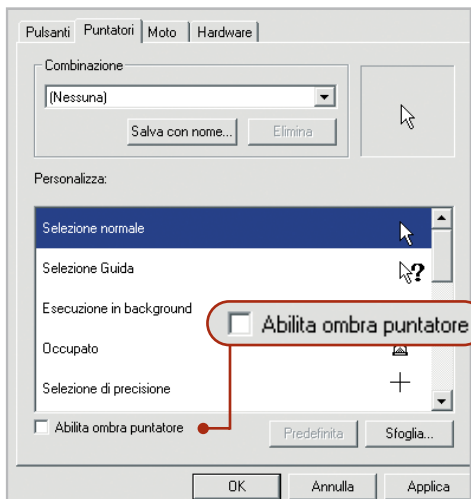 Pulsanti Puntatori Moto Hardware
Combinazione
(Nessuna)
Salva con nome... Elimina
Personalizza:
Selezione normale
Selezione Guida
Esecuzione in background
Abilita ombra puntatore
Occupato
Selezione di precisione
Abilita ombra puntatore
Predefinita Sfoglia...
OK Annulla Applica